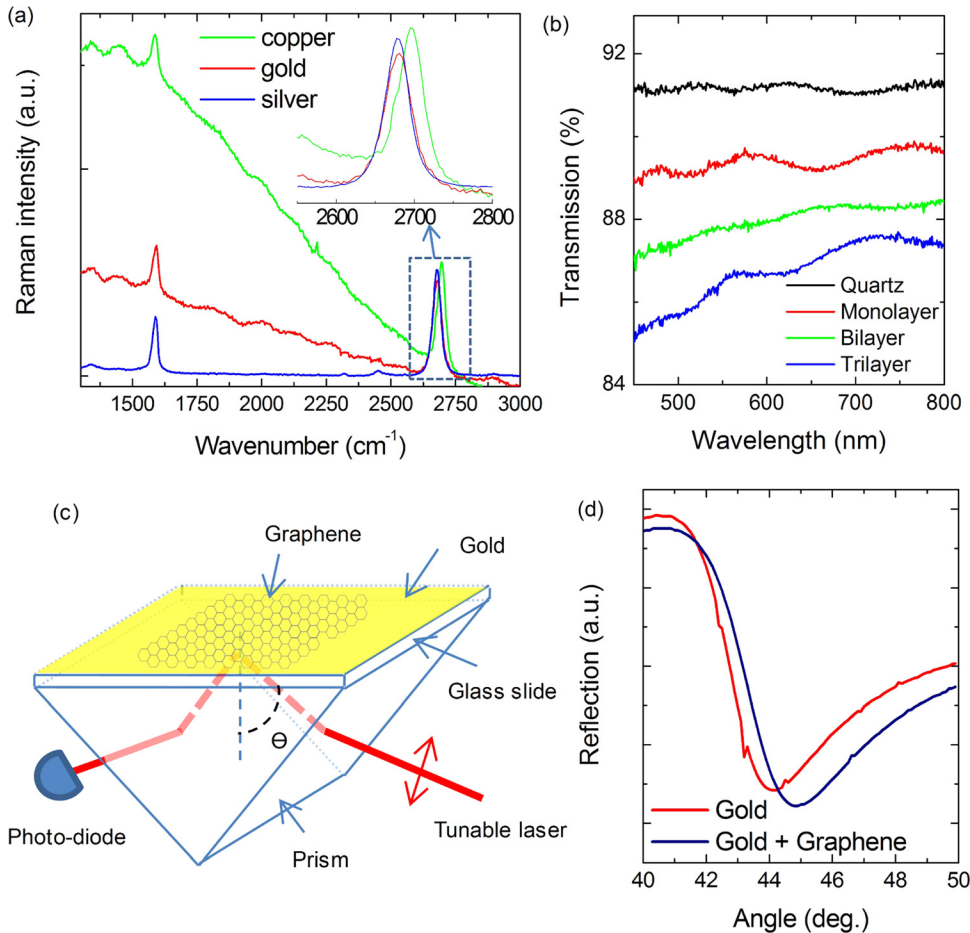 (a)
copper
gold
silver
Raman intensity (a.u.)
2600 2700 2800
1500 1750 2000 2250 2500 2750 3000
Wavenumber (cm-1)
(b)
92
88
84
Transmission (%)
Quartz
Monolayer
Bilayer
Trilayer
500 600 700 800
Wavelength (nm)
(c)
Graphene
Gold
Glass slide
Θ
Photo-diode
Prism
Tunable laser
(d)
Reflection (a.u.)
Gold
Gold + Graphene
40 42 44 46 48 50
Angle (deg.)